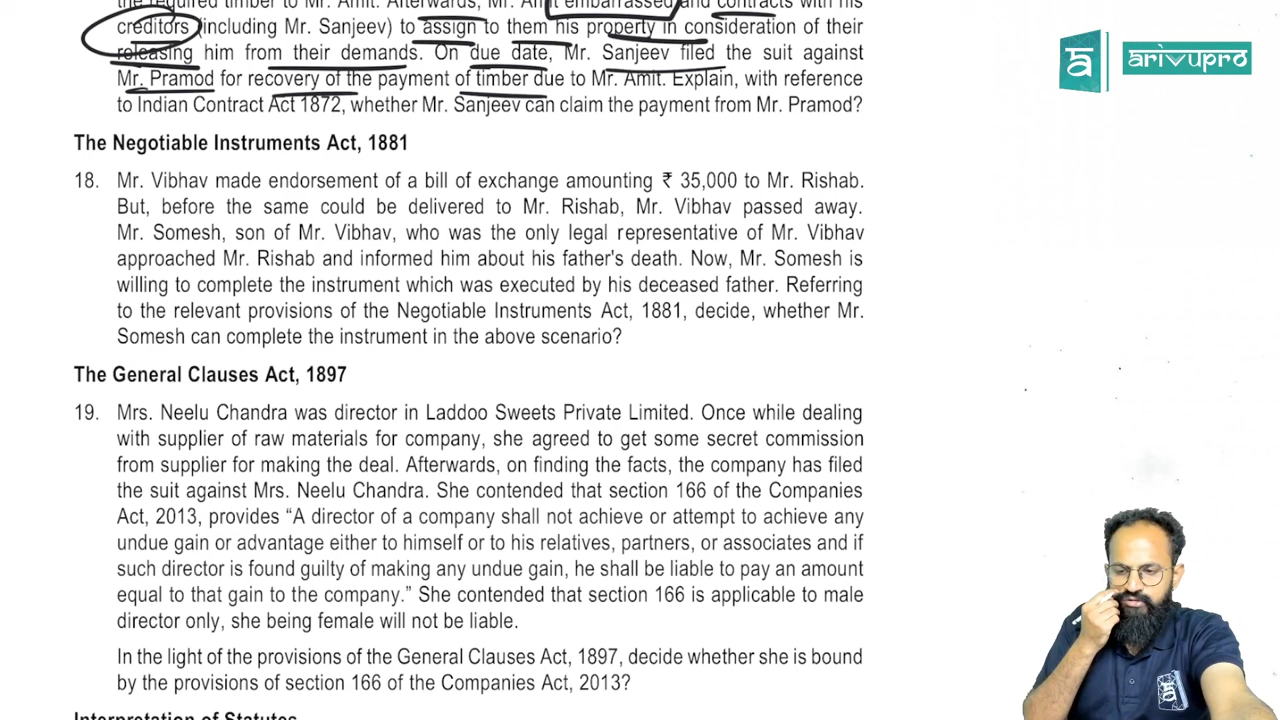 the required timber to Mr. Amit. Afterwards, Mr. Amit embarrassed and contracts with his
creditors (including Mr. Sanjeev) to assign to them his property in consideration of their
releasing him from their demands. On due date, Mr. Sanjeev filed the suit against
Mr. Pramod for recovery of the payment of timber due to Mr. Amit. Explain, with reference
to Indian Contract Act 1872, whether Mr. Sanjeev can claim the payment from Mr. Pramod?
The Negotiable Instruments Act, 1881
18. Mr. Vibhav made endorsement of a bill of exchange amounting ₹ 35,000 to Mr. Rishab.
But, before the same could be delivered to Mr. Rishab, Mr. Vibhav passed away.
Mr. Somesh, son of Mr. Vibhav, who was the only legal representative of Mr. Vibhav
approached Mr. Rishab and informed him about his father's death. Now, Mr. Somesh is
willing to complete the instrument which was executed by his deceased father. Referring
to the relevant provisions of the Negotiable Instruments Act, 1881, decide, whether Mr.
Somesh can complete the instrument in the above scenario?
The General Clauses Act, 1897
19. Mrs. Neelu Chandra was director in Laddoo Sweets Private Limited. Once while dealing
with supplier of raw materials for company, she agreed to get some secret commission
from supplier for making the deal. Afterwards, on finding the facts, the company has filed
the suit against Mrs. Neelu Chandra. She contended that section 166 of the Companies
Act, 2013, provides “A director of a company shall not achieve or attempt to achieve any
undue gain or advantage either to himself or to his relatives, partners, or associates and if
such director is found guilty of making any undue gain, he shall be liable to pay an amount
equal to that gain to the company.” She contended that section 166 is applicable to male
director only, she being female will not be liable.
In the light of the provisions of the General Clauses Act, 1897, decide whether she is bound
by the provisions of section 166 of the Companies Act, 2013?
Interpretation of Statutes
arivupro